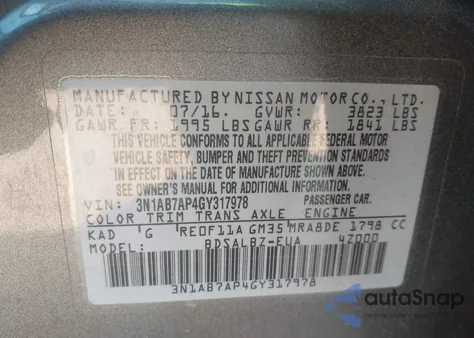 MANUFACTURED BY NISSAN MOTOR CO., LTD.
DATE: 07/16. GVWR: 3823 LBS
GAWR FR: 1995 LBS GAWR RR: 1841 LBS
THIS VEHICLE CONFORMS TO ALL APPLICABLE FEDERAL MOTOR
VEHICLE SAFETY, BUMPER AND THEFT PREVENTION STANDARDS
IN EFFECT ON THE DATE OF MANUFACTURE SHOWN ABOVE.
SEE OWNER'S MANUAL FOR MORE INFORMATION.
VIN: 3N1AB7AP4GY317978 PASSENGER CAR.
COLOR TRIM TRANS AXLE ENGINE
KAD G RE0F11A GM35 MRA8DE 1798 CC
MODEL: BDSALBZ-EUA 4Z000
3N1AB7AP4GY317978
autaSnap